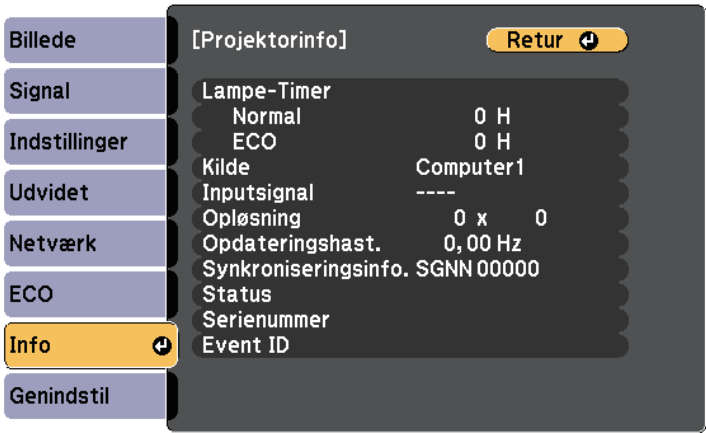 Billede
Signal
Indstillinger
Udvidet
Netværk
ECO
Info
Genindstil
[Projektorinfo]
Retur
Lampe-Timer
Normal 0 H
ECO 0 H
Kilde Computer1
Inputsignal ----
Opløsning 0 x 0
Opdateringshast. 0,00 Hz
Synkroniseringsinfo. SGNN 00000
Status
Serienummer
Event ID